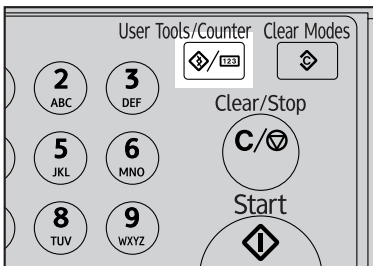 User Tools/Counter Clear Modes
123
2 3
ABC DEF
Clear/Stop
5 6 C/
JKL MNO
Start
8 9
TUV WXYZ